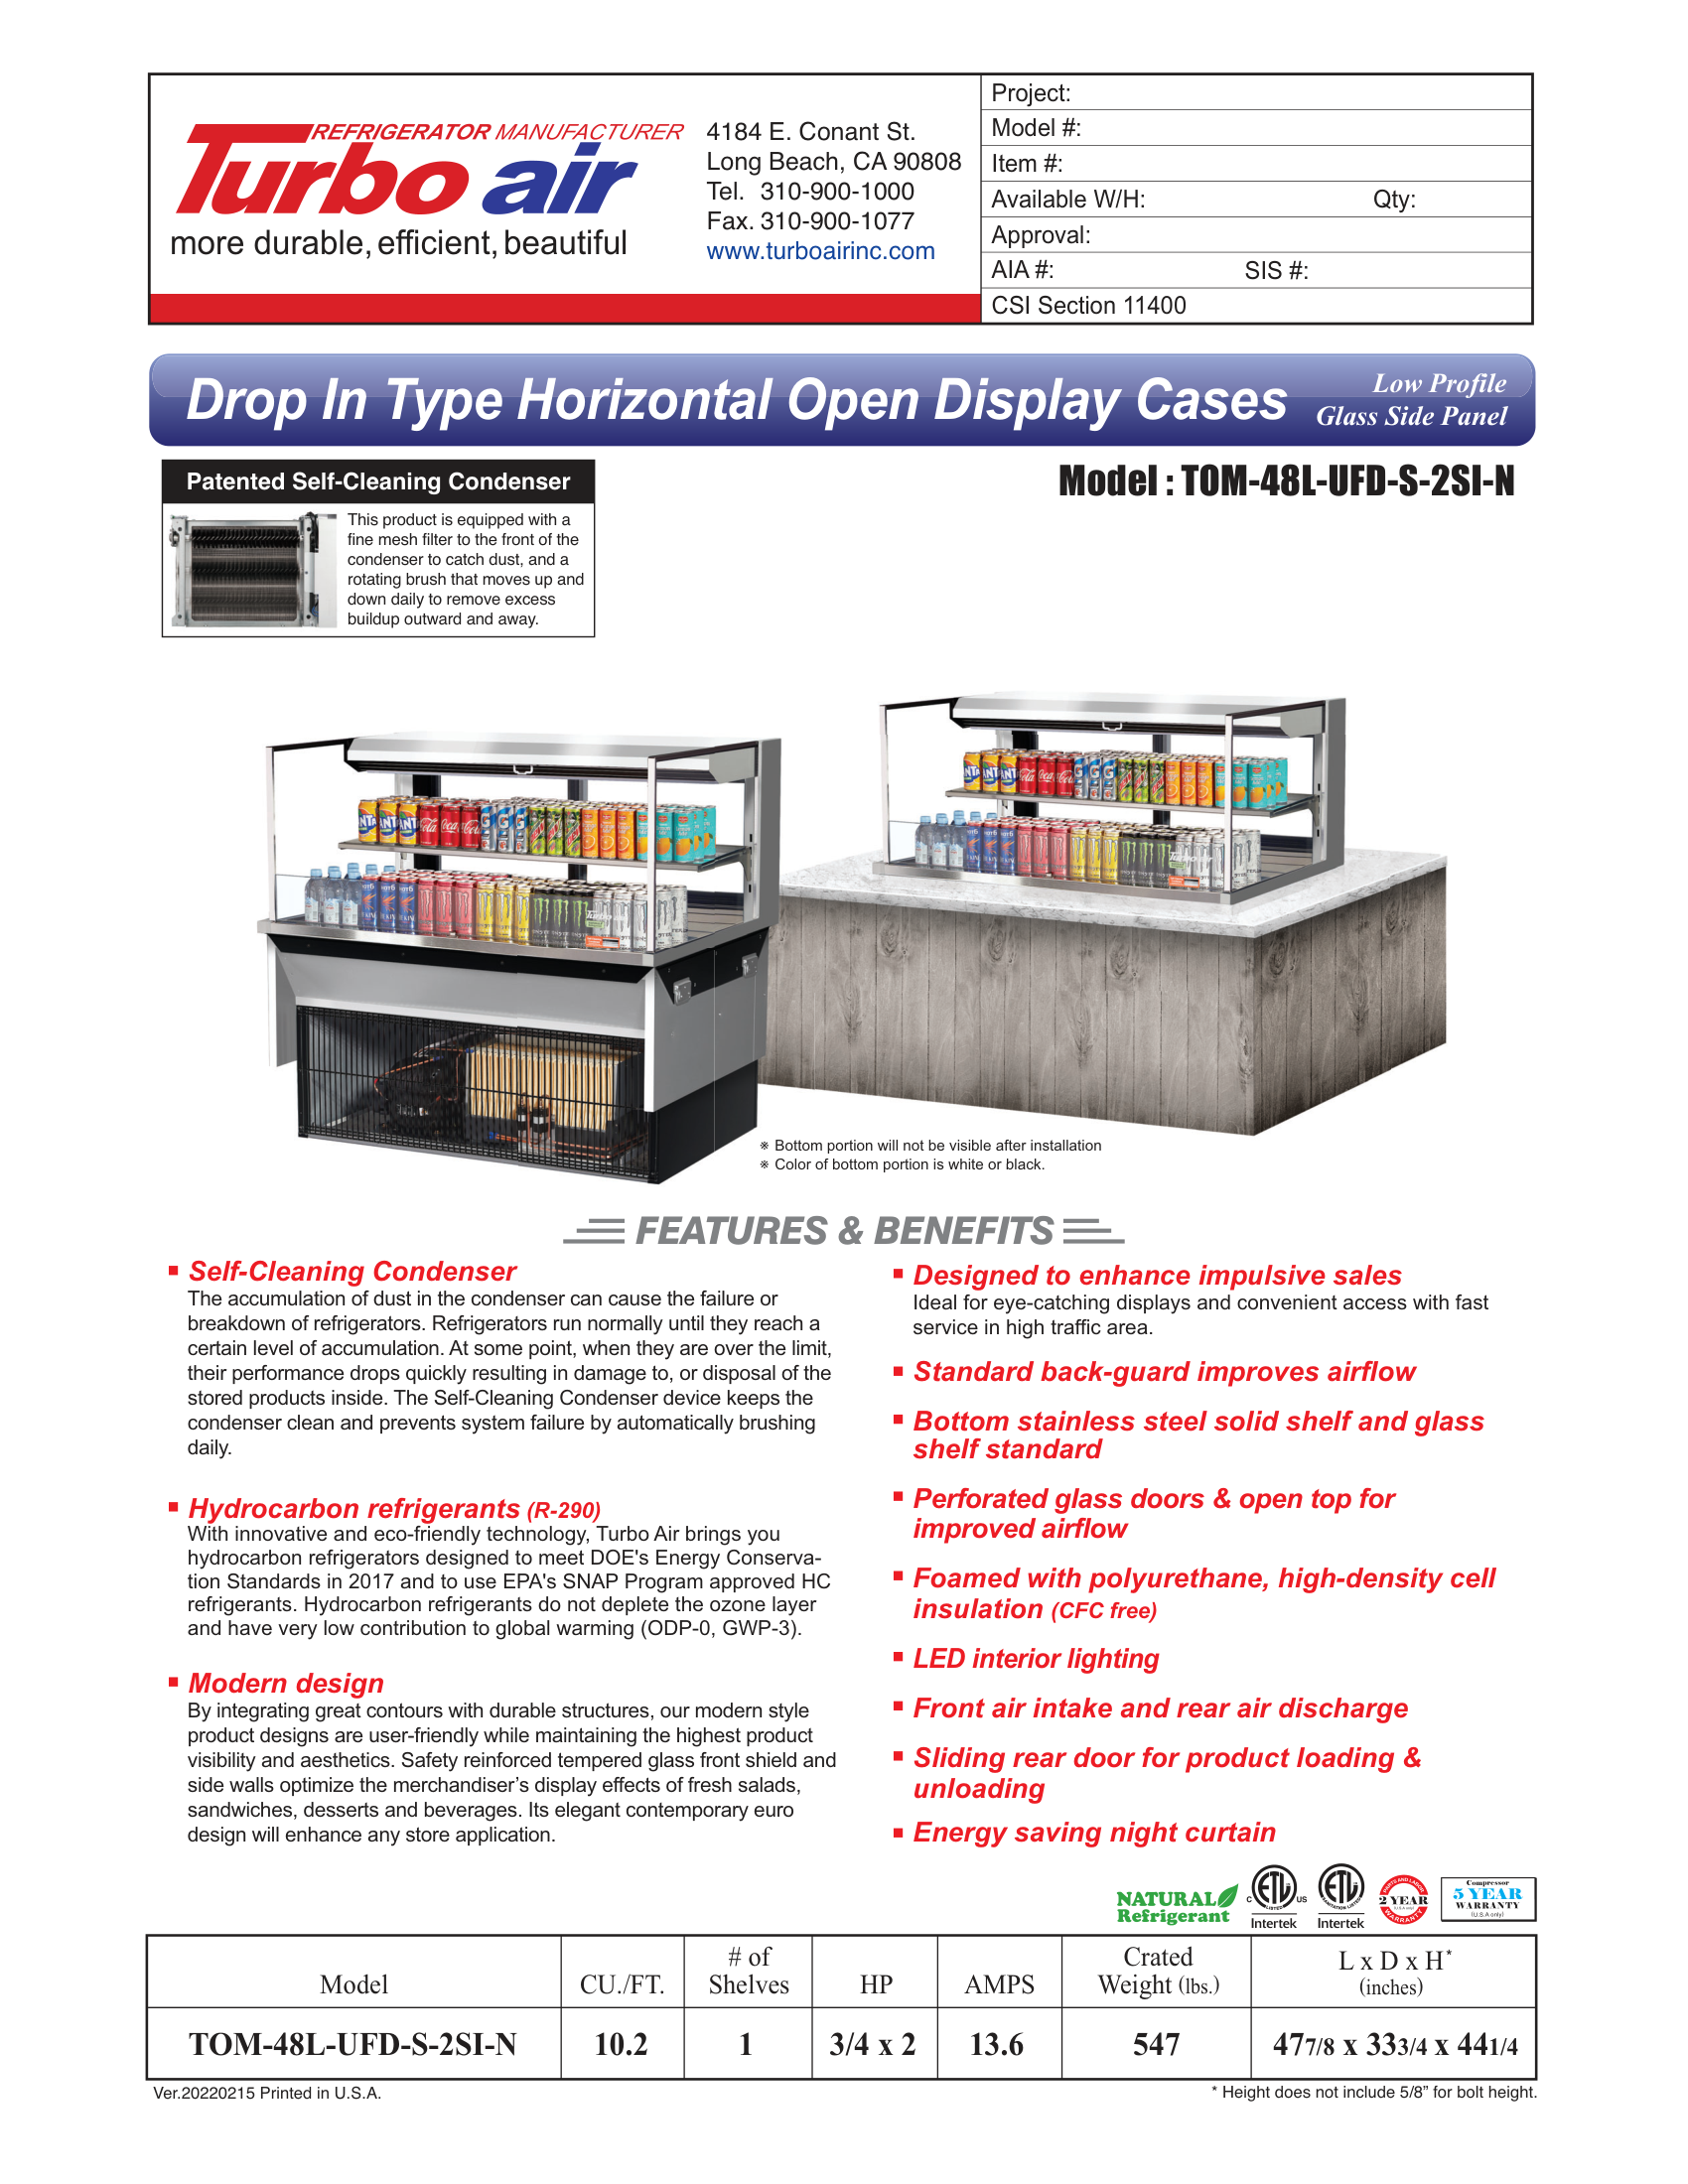 REFRIGERATOR MANUFACTURER
Turbo air
more durable, efficient, beautiful
4184 E. Conant St.
Long Beach, CA 90808
Tel. 310-900-1000
Fax. 310-900-1077
www.turboairinc.com
Project:
Model #:
Item #:
Available W/H: Qty:
Approval:
AIA #: SIS #:
CSI Section 11400
Drop In Type Horizontal Open Display Cases
Low Profile
Glass Side Panel
Patented Self-Cleaning Condenser
This product is equipped with a
fine mesh filter to the front of the
condenser to catch dust, and a
rotating brush that moves up and
down daily to remove excess
buildup outward and away.
Model : TOM-48L-UFD-S-2SI-N
※ Bottom portion will not be visible after installation
※ Color of bottom portion is white or black.
FEATURES & BENEFITS
Self-Cleaning Condenser
The accumulation of dust in the condenser can cause the failure or
breakdown of refrigerators. Refrigerators run normally until they reach a
certain level of accumulation. At some point, when they are over the limit,
their performance drops quickly resulting in damage to, or disposal of the
stored products inside. The Self-Cleaning Condenser device keeps the
condenser clean and prevents system failure by automatically brushing
daily.
Hydrocarbon refrigerants (R-290)
With innovative and eco-friendly technology, Turbo Air brings you
hydrocarbon refrigerators designed to meet DOE's Energy Conserva-
tion Standards in 2017 and to use EPA's SNAP Program approved HC
refrigerants. Hydrocarbon refrigerants do not deplete the ozone layer
and have very low contribution to global warming (ODP-0, GWP-3).
Modern design
By integrating great contours with durable structures, our modern style
product designs are user-friendly while maintaining the highest product
visibility and aesthetics. Safety reinforced tempered glass front shield and
side walls optimize the merchandiser's display effects of fresh salads,
sandwiches, desserts and beverages. Its elegant contemporary euro
design will enhance any store application.
Designed to enhance impulsive sales
Ideal for eye-catching displays and convenient access with fast
service in high traffic area.
Standard back-guard improves airflow
Bottom stainless steel solid shelf and glass
shelf standard
Perforated glass doors & open top for
improved airflow
Foamed with polyurethane, high-density cell
insulation (CFC free)
LED interior lighting
Front air intake and rear air discharge
Sliding rear door for product loading &
unloading
Energy saving night curtain
NATURAL
Refrigerant
C ETL US
LISTED
Intertek
ETL
SANITATION LISTED
Intertek
PARTS AND LABOR
2 YEAR
(U.S.A only)
WARRANTY
Compressor
5 YEAR
WARRANTY
(U.S.A only)
Model CU./FT. # of Shelves HP AMPS Crated Weight (lbs.) L x D x H* (inches)
TOM-48L-UFD-S-2SI-N 10.2 1 3/4 x 2 13.6 547 47 7/8 x 33 3/4 x 44 1/4
Ver.20220215 Printed in U.S.A.
* Height does not include 5/8” for bolt height.